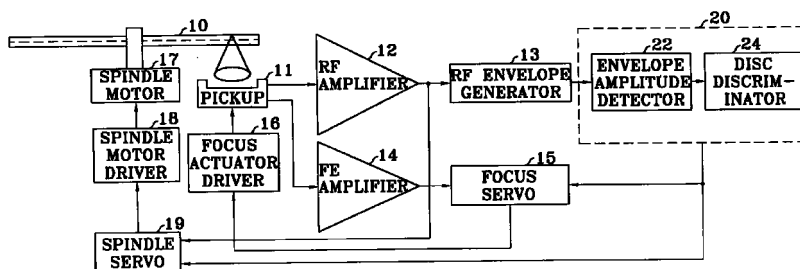 10
20
17
SPINDLE
MOTOR
11
PICKUP
12
RF
AMPLIFIER
13
RF ENVELOPE
GENERATOR
22
ENVELOPE
AMPLITUDE
DETECTOR
24
DISC
DISCRIM-
INATOR
18
SPINDLE
MOTOR
DRIVER
16
FOCUS
ACTUATOR
DRIVER
14
FE
AMPLIFIER
15
FOCUS
SERVO
19
SPINDLE
SERVO